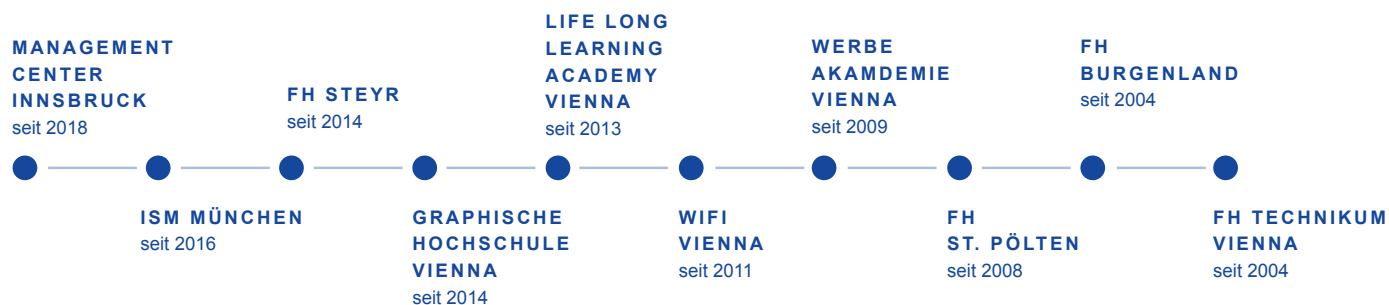 MANAGEMENT
CENTER
INNSBRUCK
seit 2018
ISM MÜNCHEN
seit 2016
FH STEYR
seit 2014
GRAPHISCHE
HOCHSCHULE
VIENNA
seit 2014
LIFE LONG
LEARNING
ACADEMY
VIENNA
seit 2013
WIFI
VIENNA
seit 2011
WERBE
AKAMDEMIE
VIENNA
seit 2009
FH
ST. PÖLTEN
seit 2008
FH
BURGENLAND
seit 2004
FH TECHNIKUM
VIENNA
seit 2004